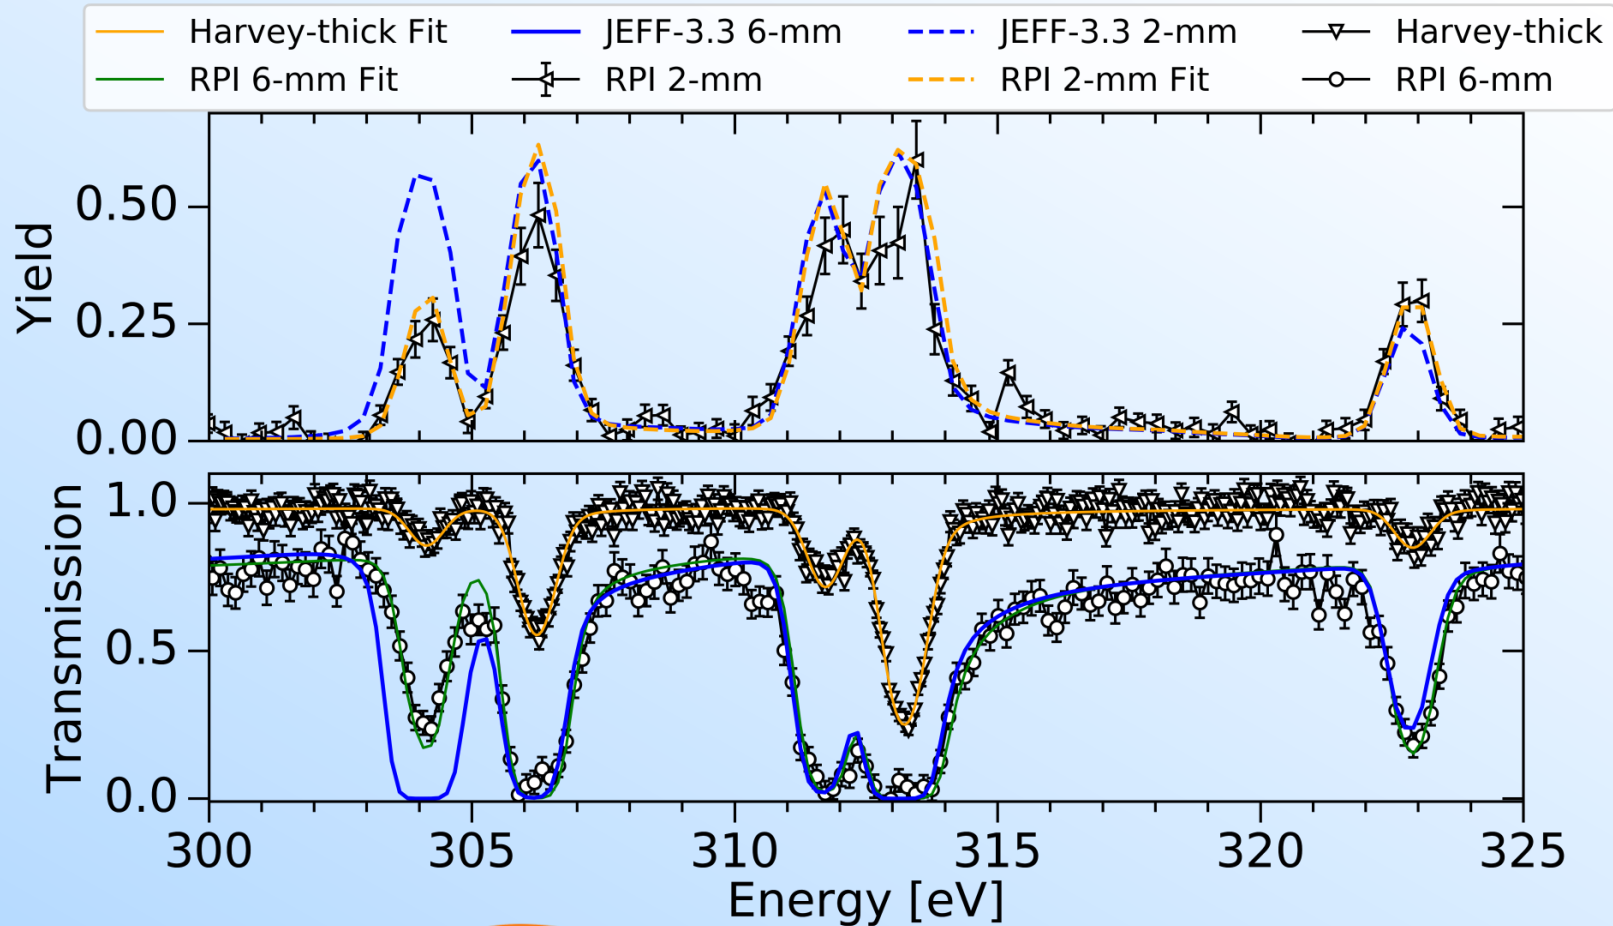 Harvey-thick Fit JEFF-3.3 6-mm JEFF-3.3 2-mm Harvey-thick
RPI 6-mm Fit RPI 2-mm RPI 2-mm Fit RPI 6-mm
Yield
0.50
0.25
0.00
Transmission
1.0
0.5
0.0
300 305 310 315 320 325
Energy [eV]